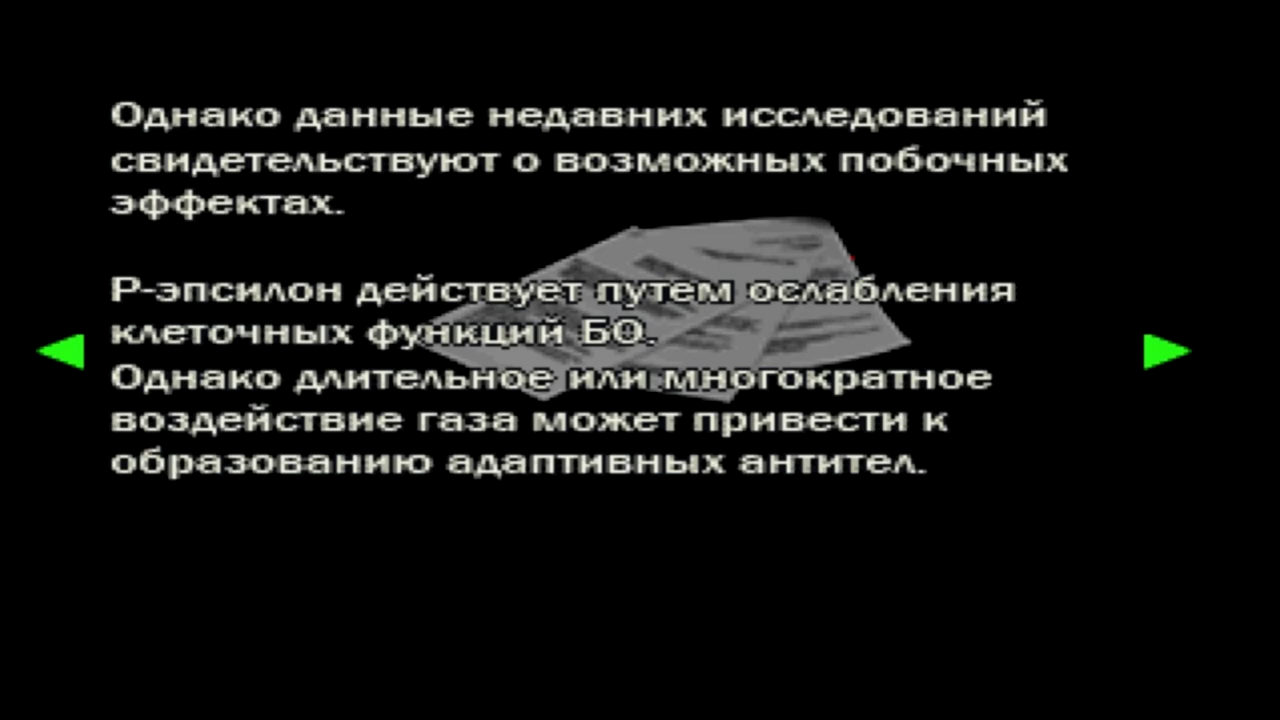 Однако данные недавних исследований
свидетельствуют о возможных побочных
эффектах.
Р-эпсилон действует путем ослабления
клеточных функций БО.
Однако длительное или многократное
воздействие газа может привести к
образованию адаптивных антител.